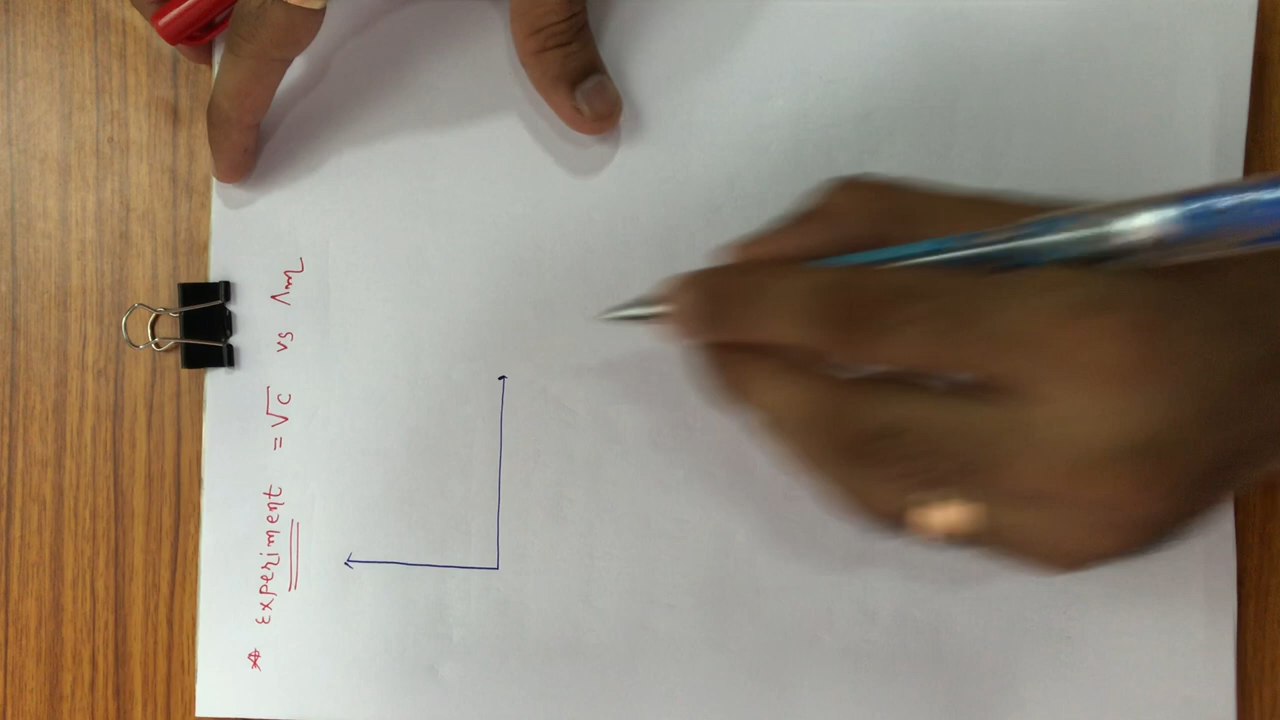 * Experiment = √c vs Λm